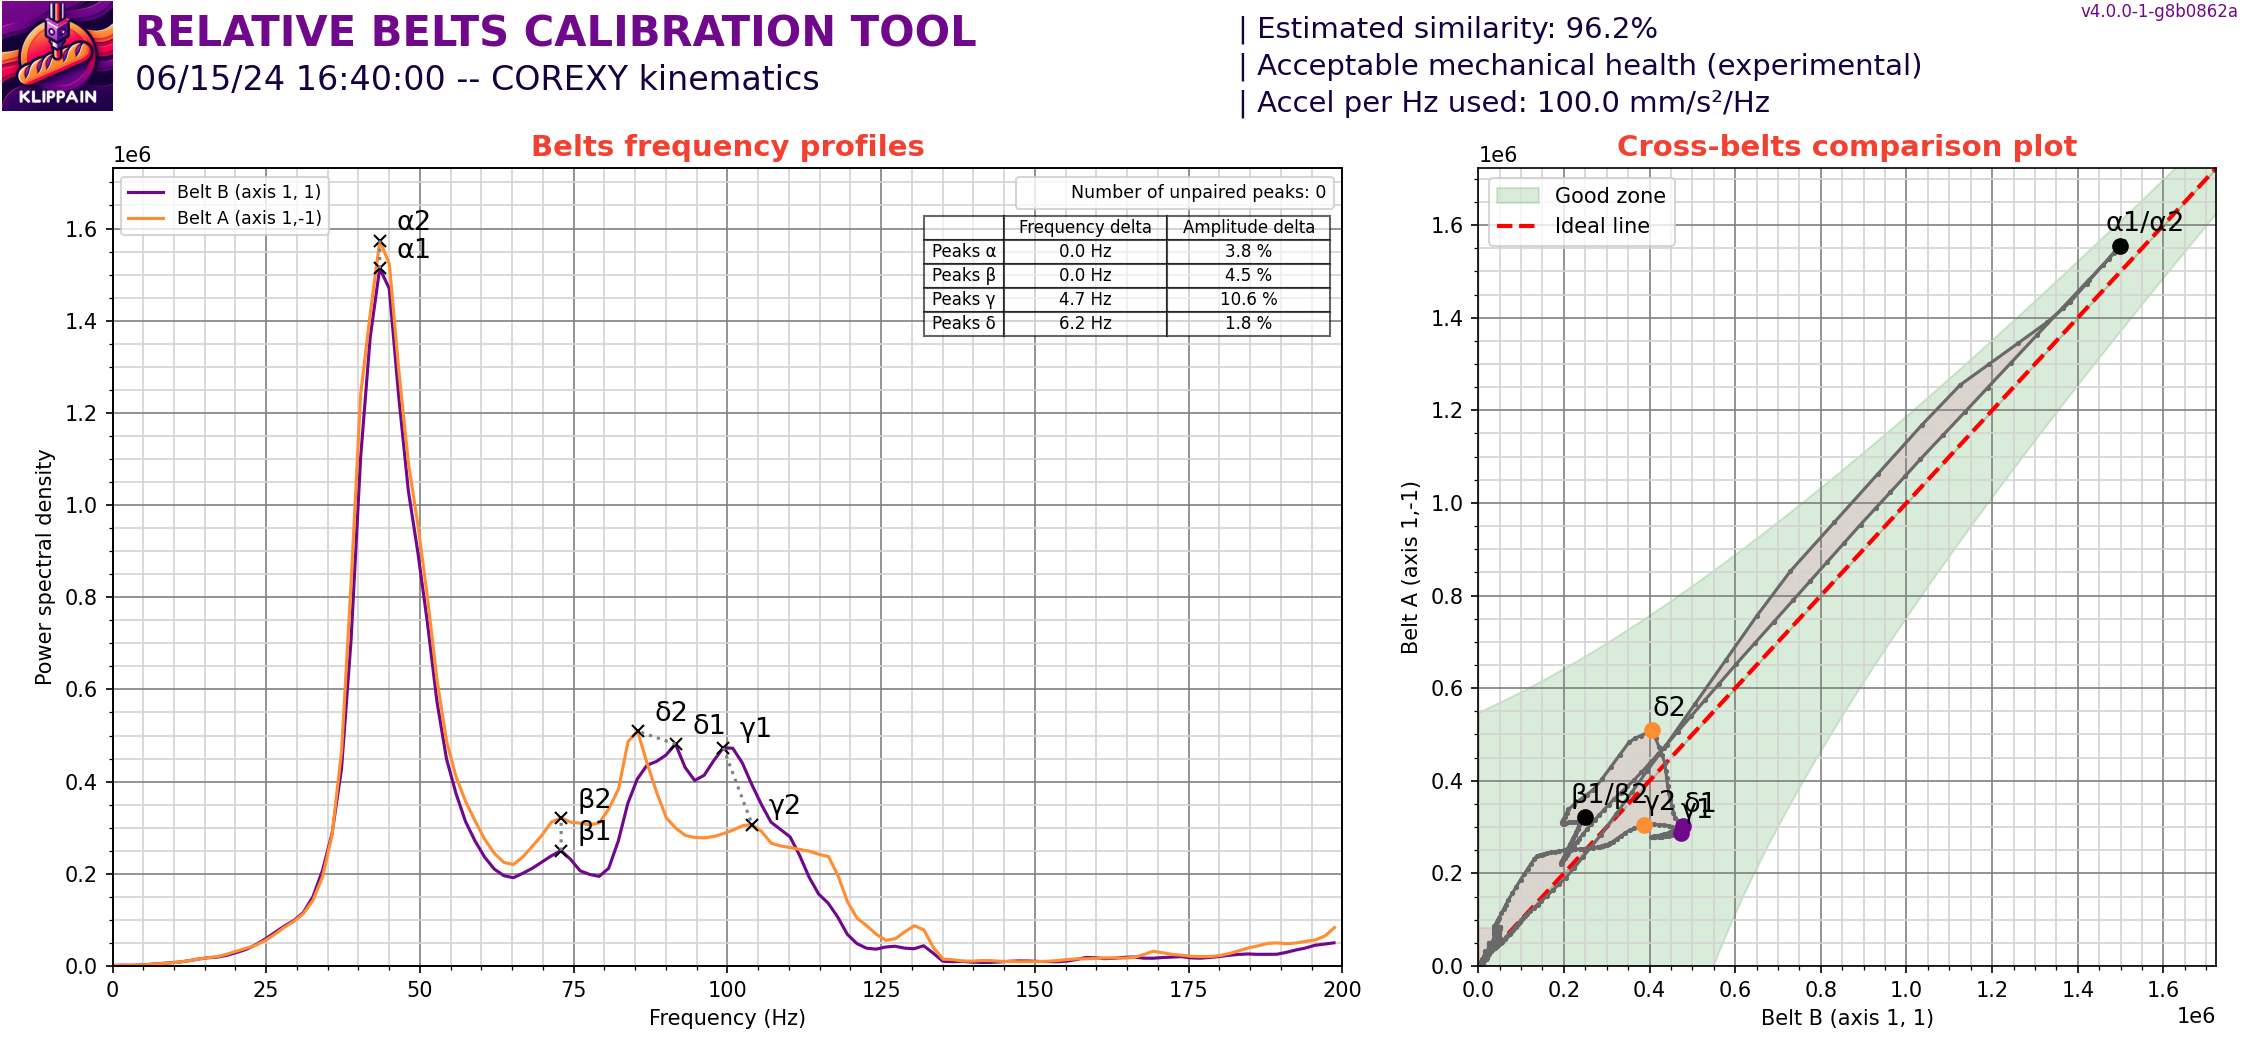 KLIPPAIN
RELATIVE BELTS CALIBRATION TOOL
06/15/24 16:40:00 -- COREXY kinematics
| Estimated similarity: 96.2%
| Acceptable mechanical health (experimental)
| Accel per Hz used: 100.0 mm/s²/Hz
v4.0.0-1-g8b0862a
Belts frequency profiles
1e6
Belt B (axis 1, 1)
Belt A (axis 1,-1)
Number of unpaired peaks: 0
Frequency delta Amplitude delta
Peaks α 0.0 Hz 3.8 %
Peaks β 0.0 Hz 4.5 %
Peaks γ 4.7 Hz 10.6 %
Peaks δ 6.2 Hz 1.8 %
α2
α1
δ2
δ1
γ1
β2
γ2
β1
1.6
1.4
1.2
1.0
0.8
0.6
0.4
0.2
0.0
Power spectral density
0 25 50 75 100 125 150 175 200
Frequency (Hz)
Cross-belts comparison plot
1e6
Good zone
Ideal line
α1/α2
δ2
β1/β2
γ2
δ1
γ1
1.6
1.4
1.2
1.0
0.8
0.6
0.4
0.2
0.0
Belt A (axis 1,-1)
0.0 0.2 0.4 0.6 0.8 1.0 1.2 1.4 1.6
Belt B (axis 1, 1)
1e6